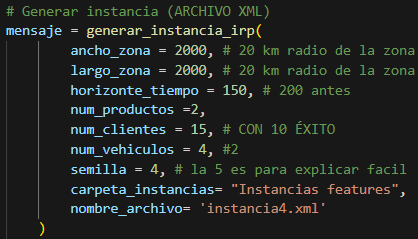 # Generar instancia (ARCHIVO XML)
mensaje = generar_instancia_irp(
ancho_zona = 2000, # 20 km radio de la zona
largo_zona = 2000, # 20 km radio de la zona
horizonte_tiempo = 150, # 200 antes
num_productos =2,
num_clientes = 15, # CON 10 ÉXITO
num_vehiculos = 4, #2
semilla = 4, # la 5 es para explicar facil
carpeta_instancias= "Instancias features",
nombre_archivo= 'instancia4.xml'
)